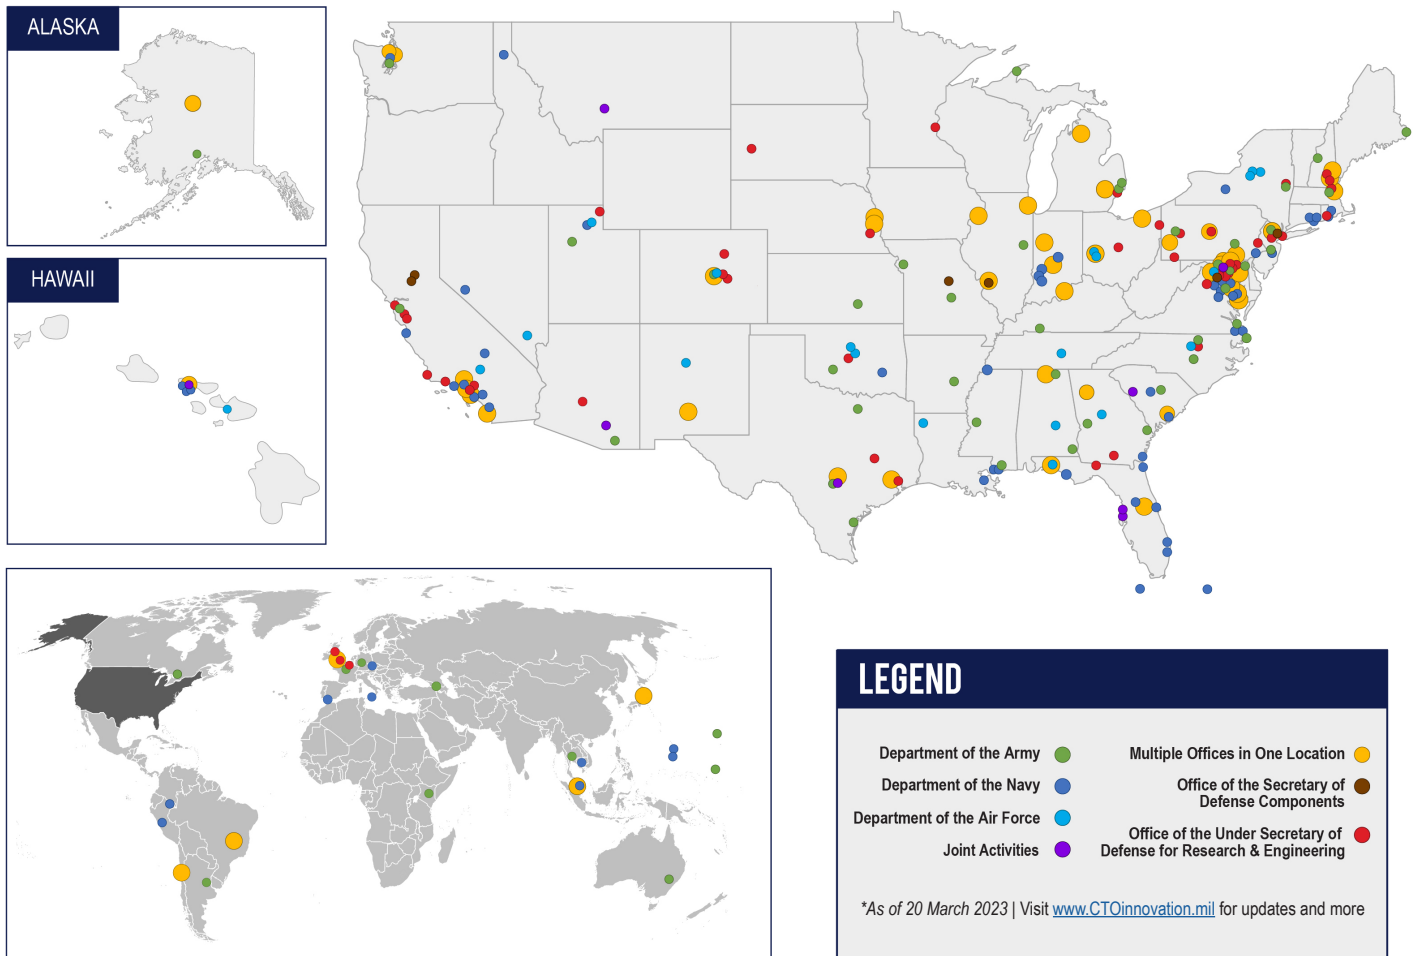 ALASKA
HAWAII
LEGEND
Department of the Army
Department of the Navy
Department of the Air Force
Joint Activities
Multiple Offices in One Location
Office of the Secretary of
Defense Components
Office of the Under Secretary of
Defense for Research & Engineering
*As of 20 March 2023 | Visit www.CTOinnovation.mil for updates and more